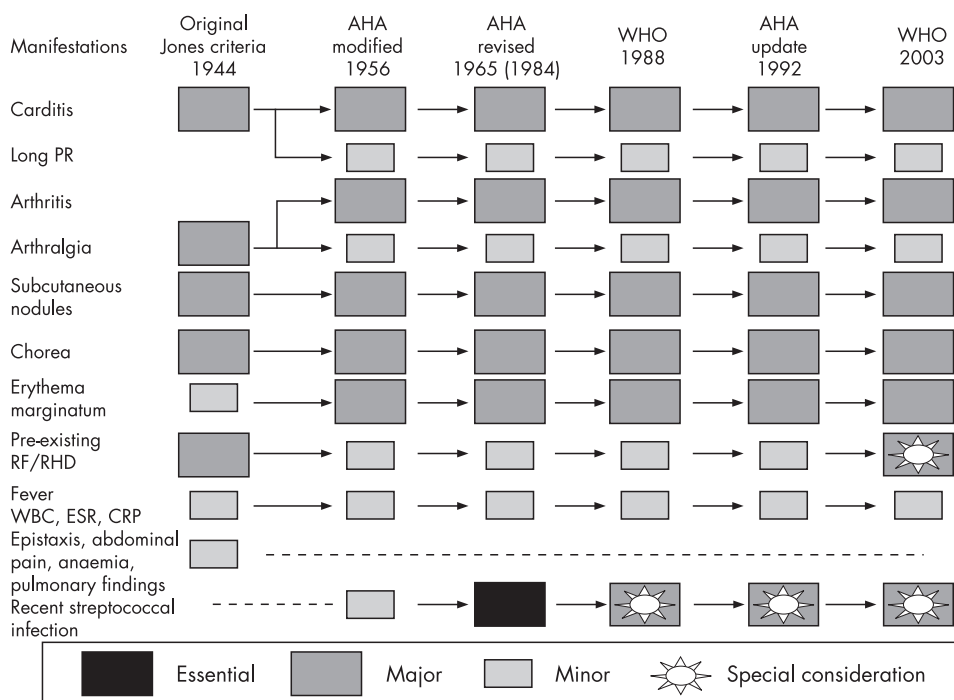 Manifestations
Original
Jones criteria
1944
AHA
modified
1956
AHA
revised
1965 (1984)
WHO
1988
AHA
update
1992
WHO
2003
Carditis
Long PR
Arthritis
Arthralgia
Subcutaneous
nodules
Chorea
Erythema
marginatum
Pre-existing
RF/RHD
Fever
WBC, ESR, CRP
Epistaxis, abdominal
pain, anaemia,
pulmonary findings
Recent streptococcal
infection
Essential
Major
Minor
Special consideration